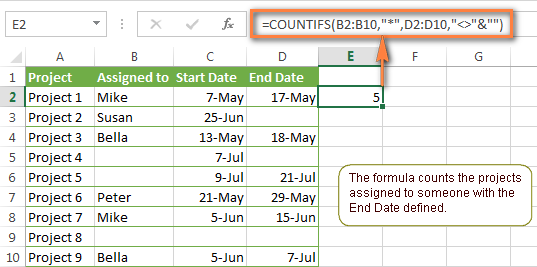 E2 fx =COUNTIFS(B2:B10,"*",D2:D10,"<>"&"")
A B C D E F G
1 Project Assigned to Start Date End Date
2 Project 1 Mike 7-May 17-May 5
3 Project 2 Susan 25-Jun
4 Project 3 Bella 13-May 18-May
5 Project 4 7-Jul
6 Project 5 9-Jul 21-Jul
7 Project 6 Peter 21-May 29-May
8 Project 7 Mike 5-Jun 15-Jun
9 Project 8
10 Project 9 Bella 5-Jun 7-Jul
The formula counts the projects
assigned to someone with the
End Date defined.